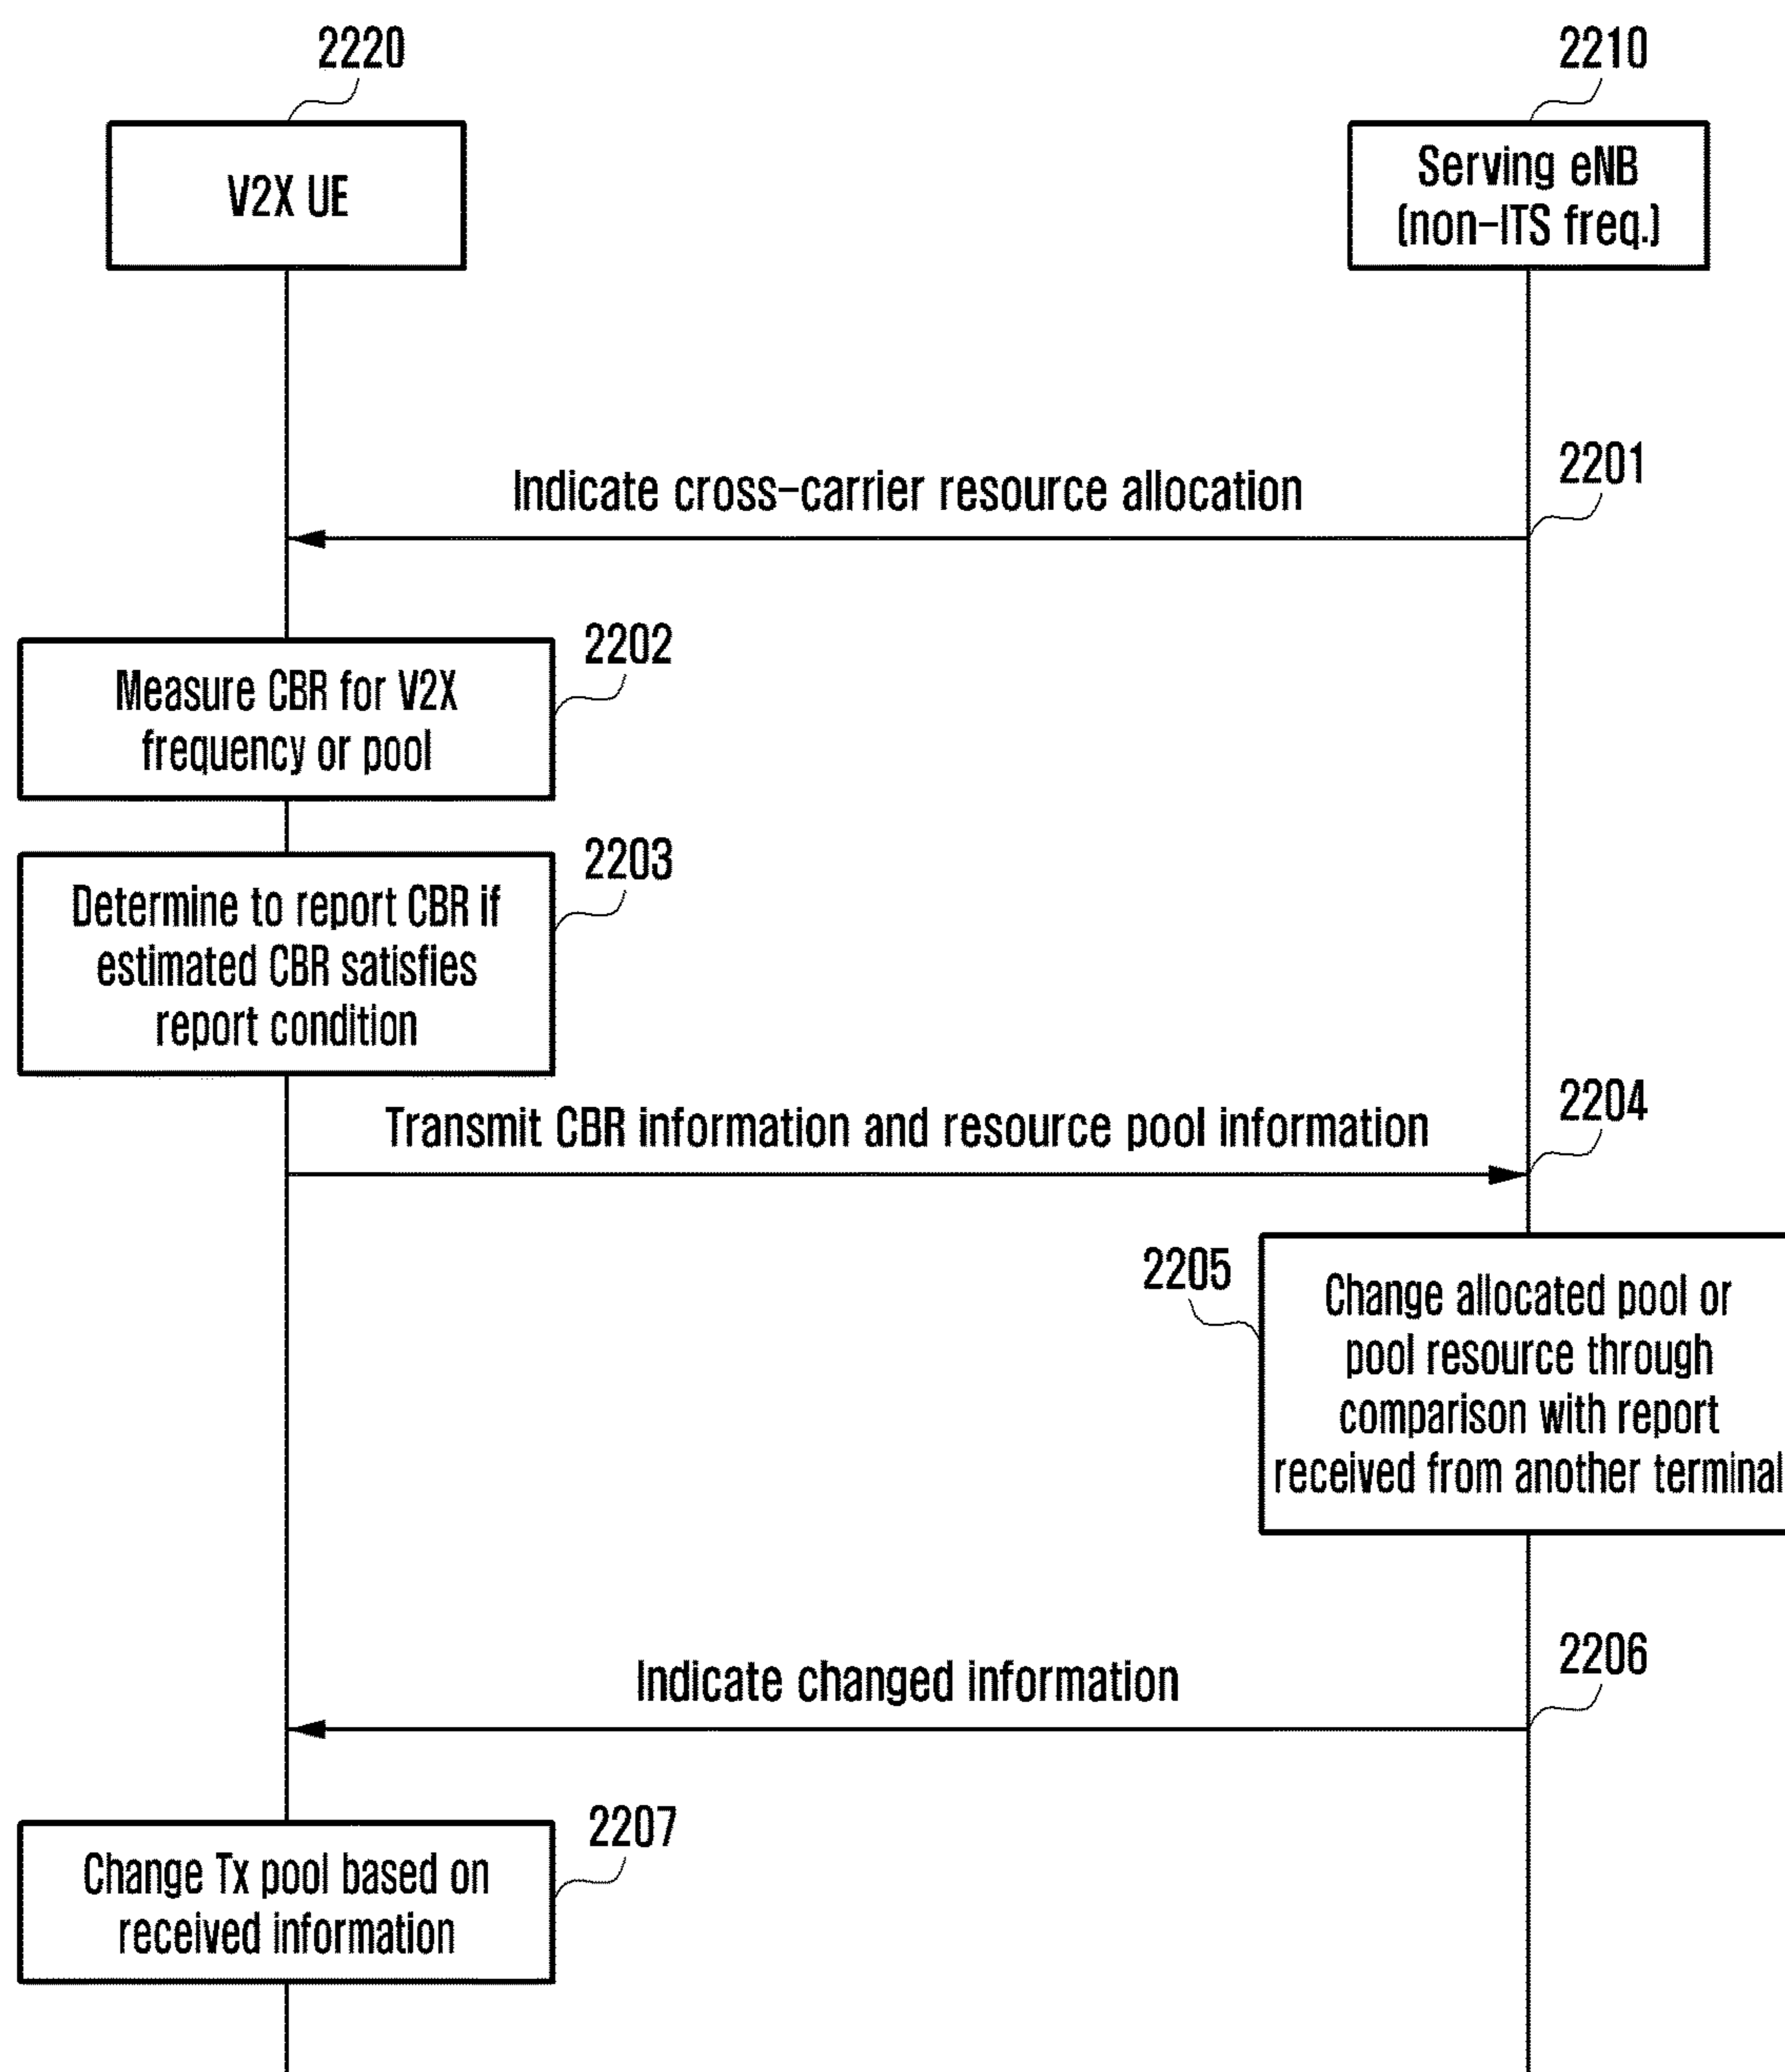 2220
2210
V2X UE
Serving eNB
(non-ITS freq.)
2201
Indicate cross-carrier resource allocation
2202
Measure CBR for V2X
frequency or pool
2203
Determine to report CBR if
estimated CBR satisfies
report condition
2204
Transmit CBR information and resource pool information
2205
Change allocated pool or
pool resource through
comparison with report
received from another terminal
2206
Indicate changed information
2207
Change Tx pool based on
received information